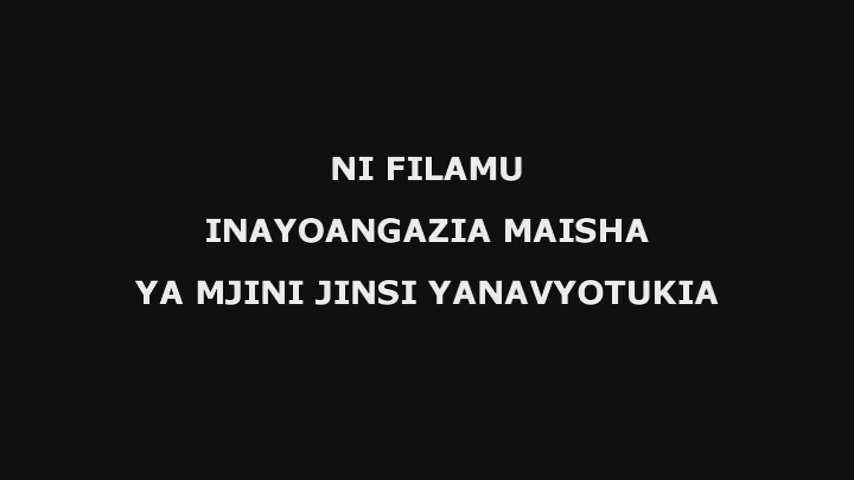 NI FILAMU
INAYOANGAZIA MAISHA
YA MJINI JINSI YANAVYOTUKIA